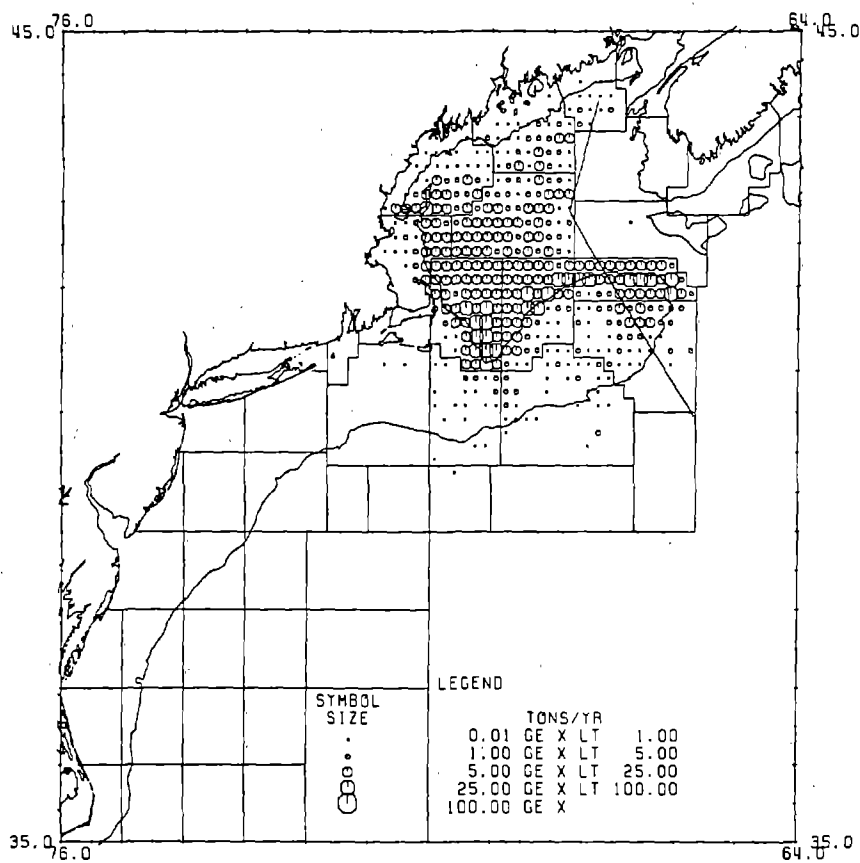 76.0 64.0
45.0 45.0
LEGEND
SYMBOL
SIZE
TONS/YR
0.01 GE X LT 1.00
1.00 GE X LT 5.00
5.00 GE X LT 25.00
25.00 GE X LT 100.00
100.00 GE X
35.0 35.0
76.0 64.0